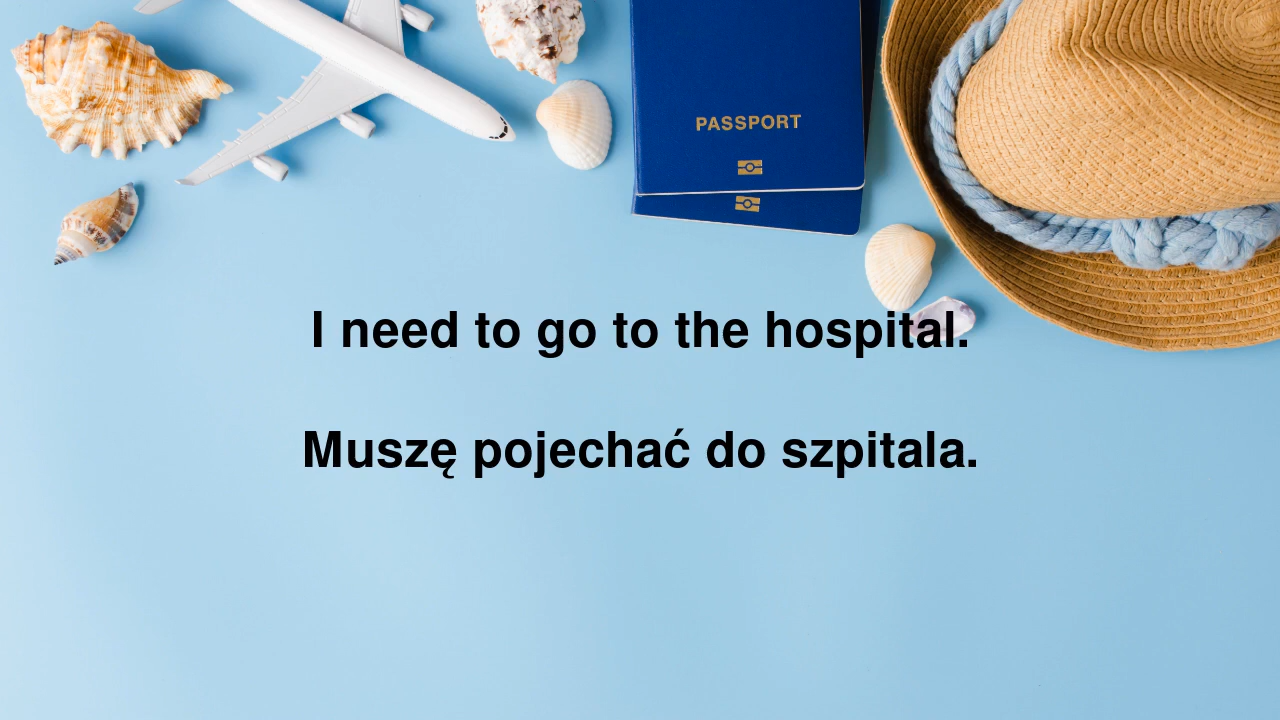 PASSPORT
I need to go to the hospital.
Muszę pojechać do szpitala.